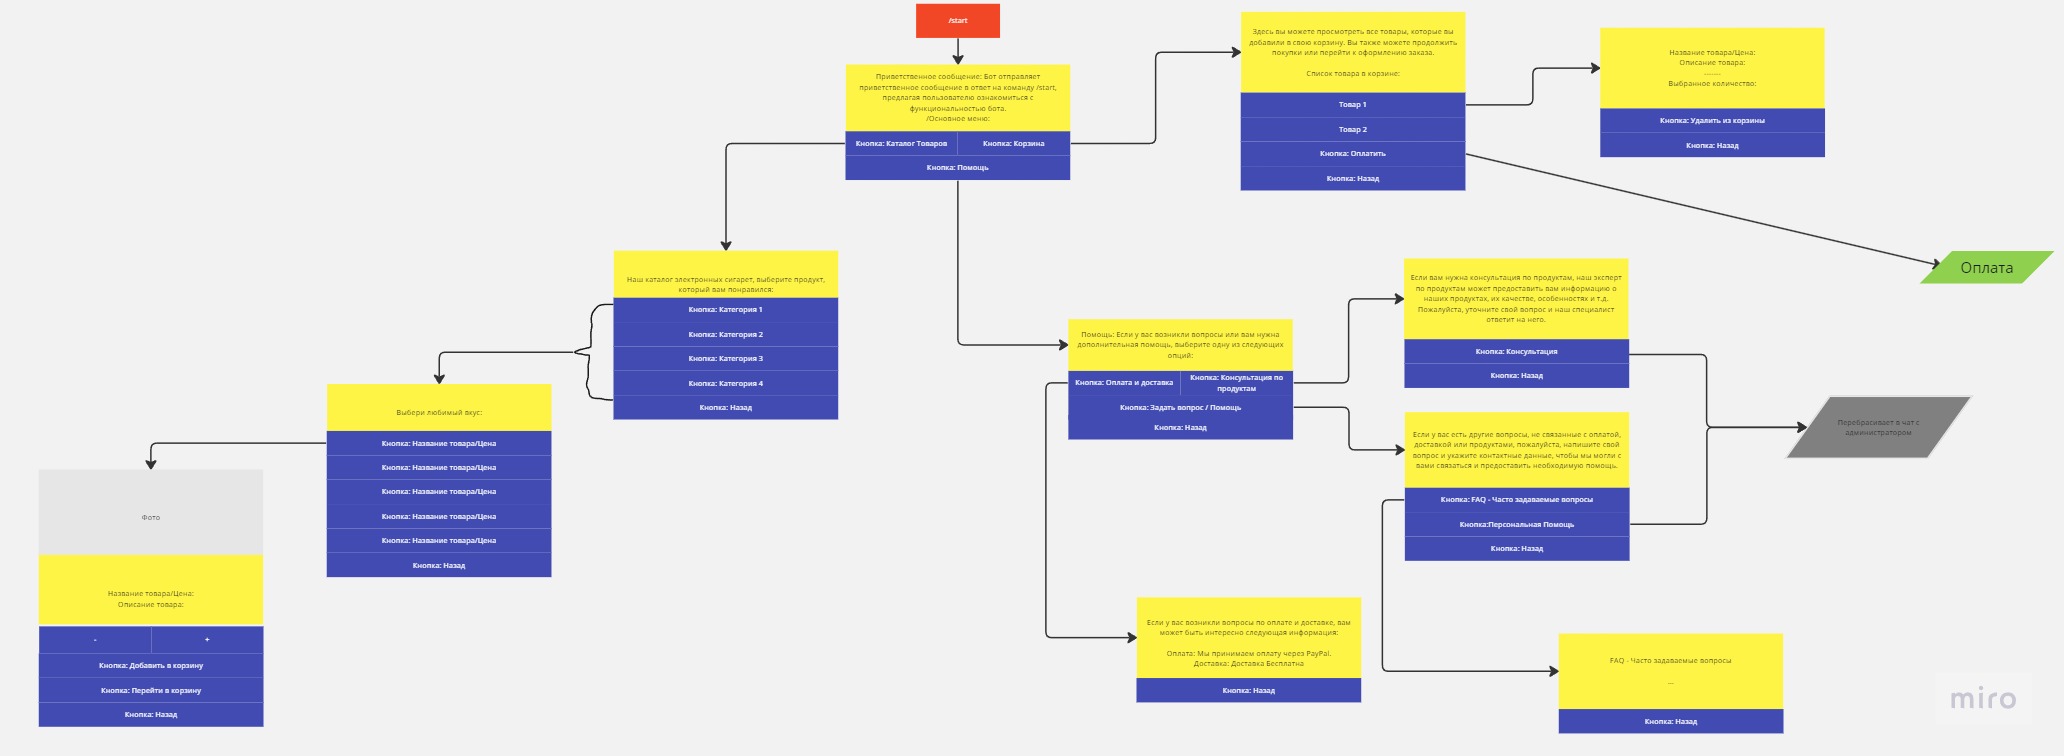 /start
Приветственное сообщение: Бот отправляет
приветственное сообщение в ответ на команду /start,
предлагая пользователю ознакомиться с
функциональностью бота.
/Основное меню:
Кнопка: Каталог Товаров
Кнопка: Корзина
Кнопка: Помощь
Здесь вы можете просмотреть все товары, которые вы
добавили в свою корзину. Вы также можете продолжить
покупки или перейти к оформлению заказа.
Список товара в корзине:
Товар 1
Товар 2
Кнопка: Оплатить
Кнопка: Назад
Название товара/Цена:
Описание товара:
.......
Выбранное количество:
Кнопка: Удалить из корзины
Кнопка: Назад
Оплата
Наш каталог электронных сигарет, выберите продукт,
который вам понравился:
Кнопка: Категория 1
Кнопка: Категория 2
Кнопка: Категория 3
Кнопка: Категория 4
Кнопка: Назад
Выбери любимый вкус:
Кнопка: Название товара/Цена
Кнопка: Название товара/Цена
Кнопка: Название товара/Цена
Кнопка: Название товара/Цена
Кнопка: Название товара/Цена
Кнопка: Назад
Фото
Название товара/Цена:
Описание товара:
-
+
Кнопка: Добавить в корзину
Кнопка: Перейти в корзину
Кнопка: Назад
Помощь: Если у вас возникли вопросы или вам нужна
дополнительная помощь, выберите одну из следующих
опций:
Кнопка: Оплата и доставка
Кнопка: Консультация по
продуктам
Кнопка: Задать вопрос / Помощь
Кнопка: Назад
Если вам нужна консультация по продуктам, наш эксперт
по продуктам может предоставить вам информацию о
наших продуктах, их качестве, особенностях и т.д.
Пожалуйста, уточните свой вопрос и наш специалист
ответит на него.
Кнопка: Консультация
Кнопка: Назад
Если у вас есть другие вопросы, не связанные с оплатой,
доставкой или продуктами, пожалуйста, напишите свой
вопрос и укажите контактные данные, чтобы мы могли с
вами связаться и предоставить необходимую помощь.
Кнопка: FAQ - Часто задаваемые вопросы
Кнопка:Персональная Помощь
Кнопка: Назад
Перебрасивает в чат с
администратором
Если у вас возникли вопросы по оплате и доставке, вам
может быть интересно следующая информация:
Оплата: Мы принимаем оплату через PayPal.
Доставка: Доставка Бесплатна
Кнопка: Назад
FAQ - Часто задаваемые вопросы
...
Кнопка: Назад
miro